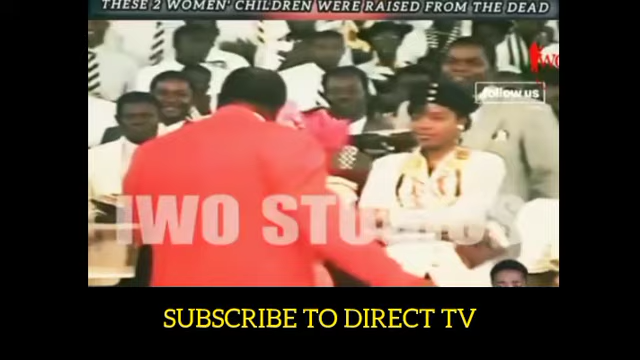 THESE 2 WOMEN' CHILDREN WERE RAISED FROM THE DEAD
follow us
SUBSCRIBE TO DIRECT TV